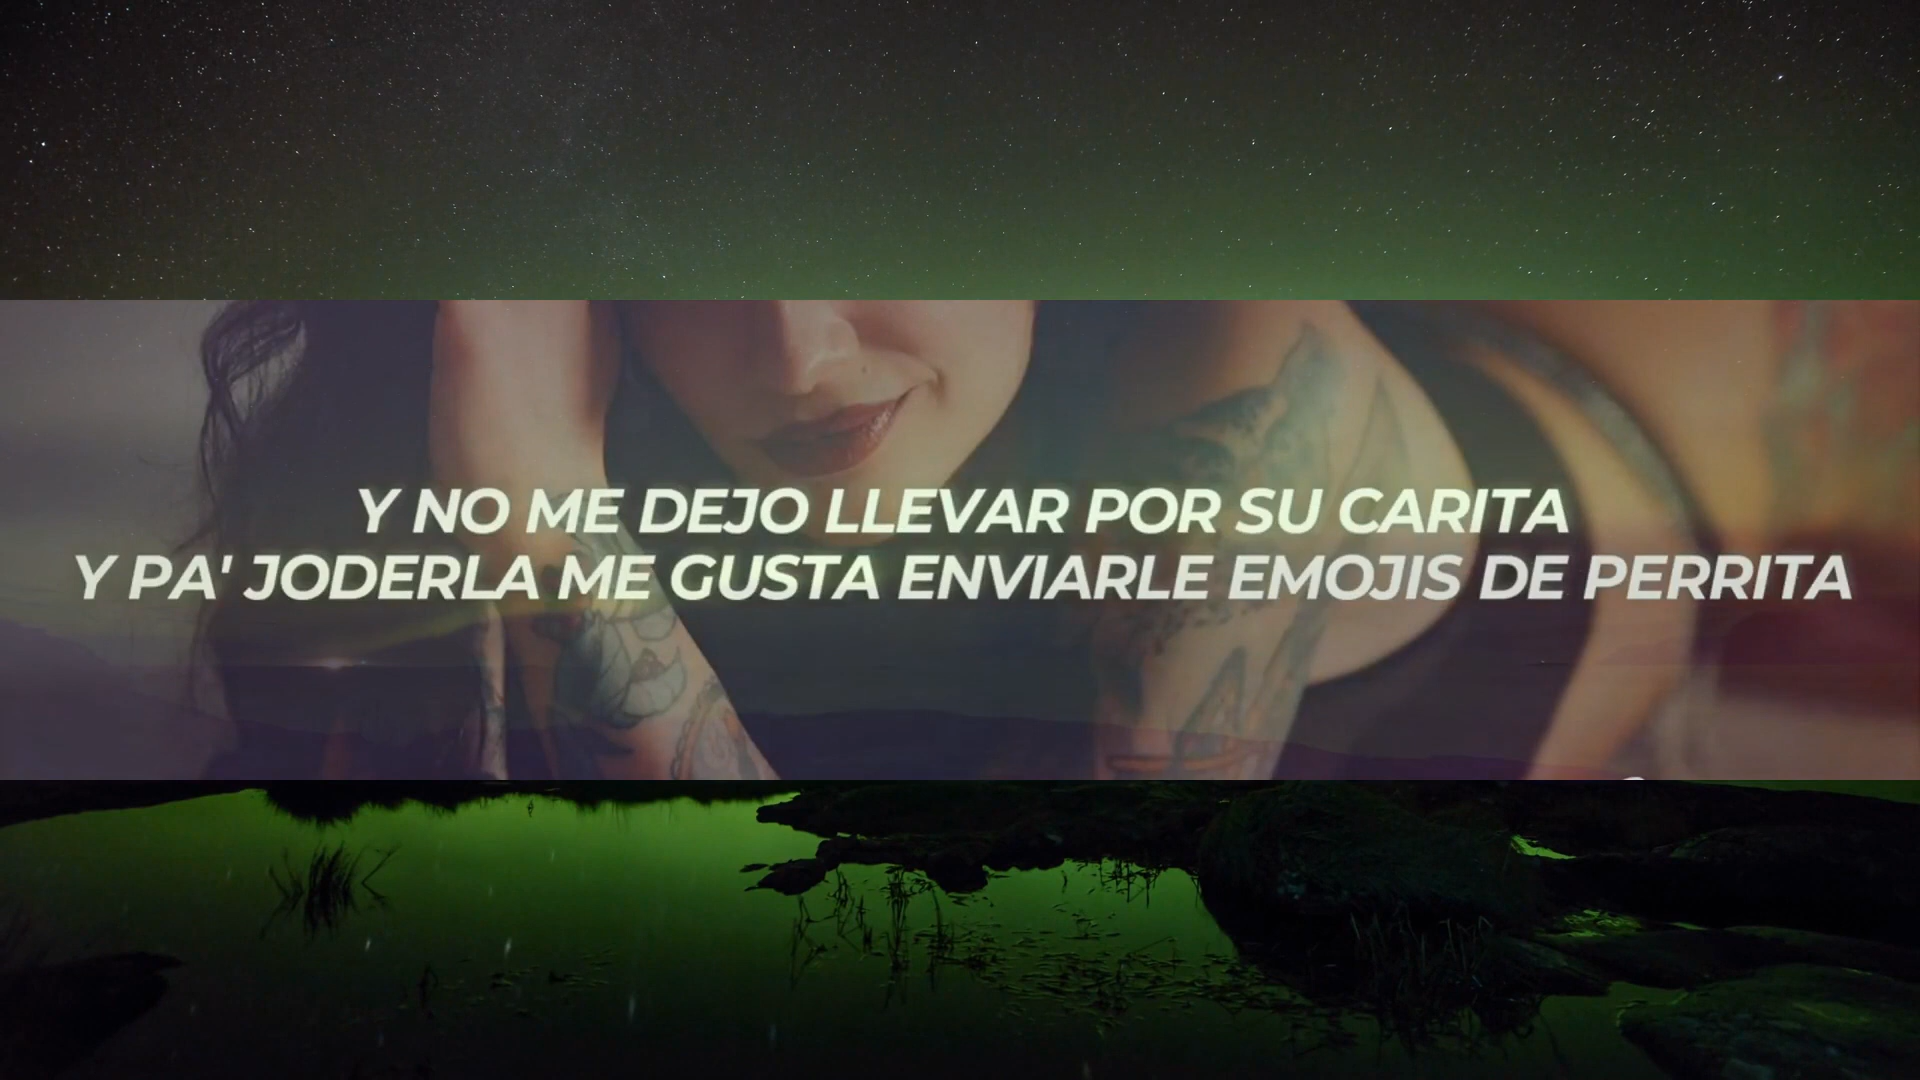 Y NO ME DEJO LLEVAR POR SU CARITA
Y PA' JODERLA ME GUSTA ENVIARLE EMOJIS DE PERRITA